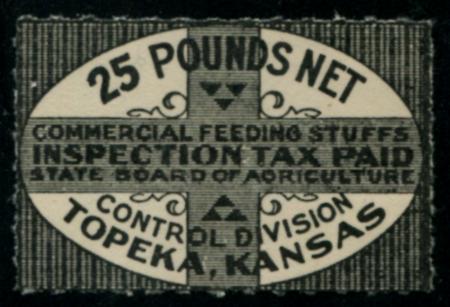 25 POUNDS NET
COMMERCIAL FEEDING STUFFS
INSPECTION TAX PAID
STATE BOARD OF AGRICULTURE
CONTROL DIVISION
TOPEKA, KANSAS